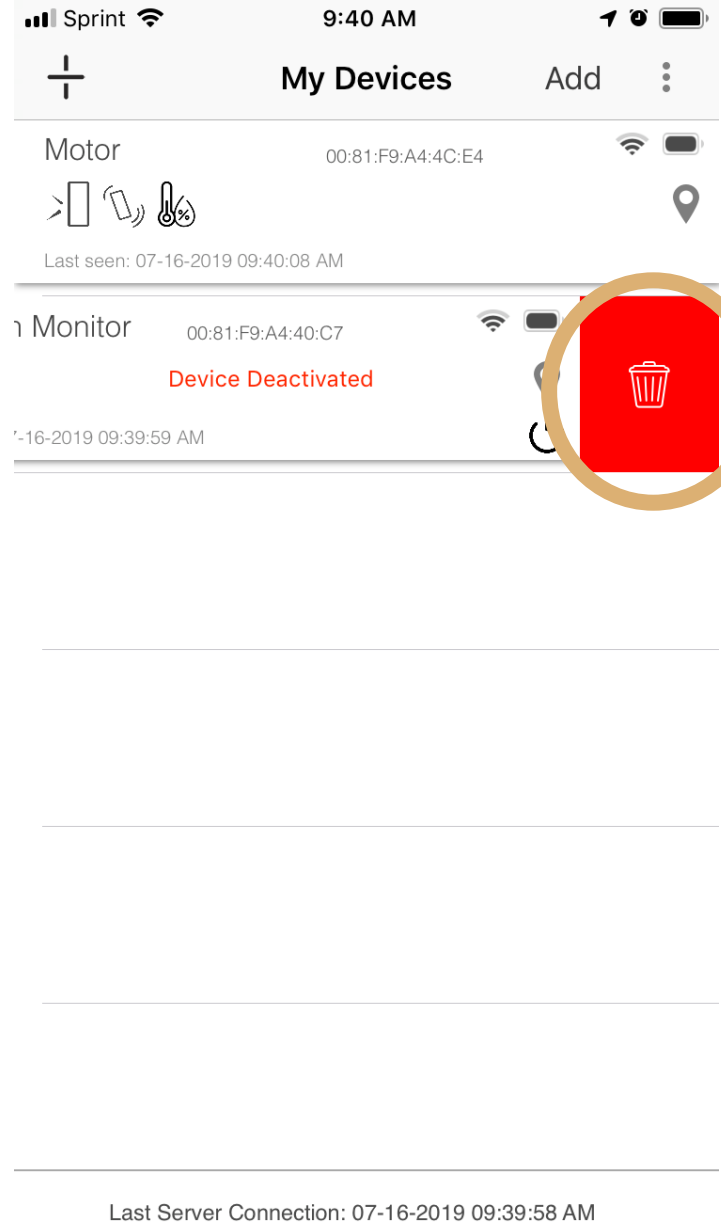 Sprint 9:40 AM
My Devices Add
Motor 00:81:F9:A4:4C:E4
%
Last seen: 07-16-2019 09:40:08 AM
Monitor 00:81:F9:A4:40:C7
Device Deactivated
-16-2019 09:39:59 AM
Last Server Connection: 07-16-2019 09:39:58 AM